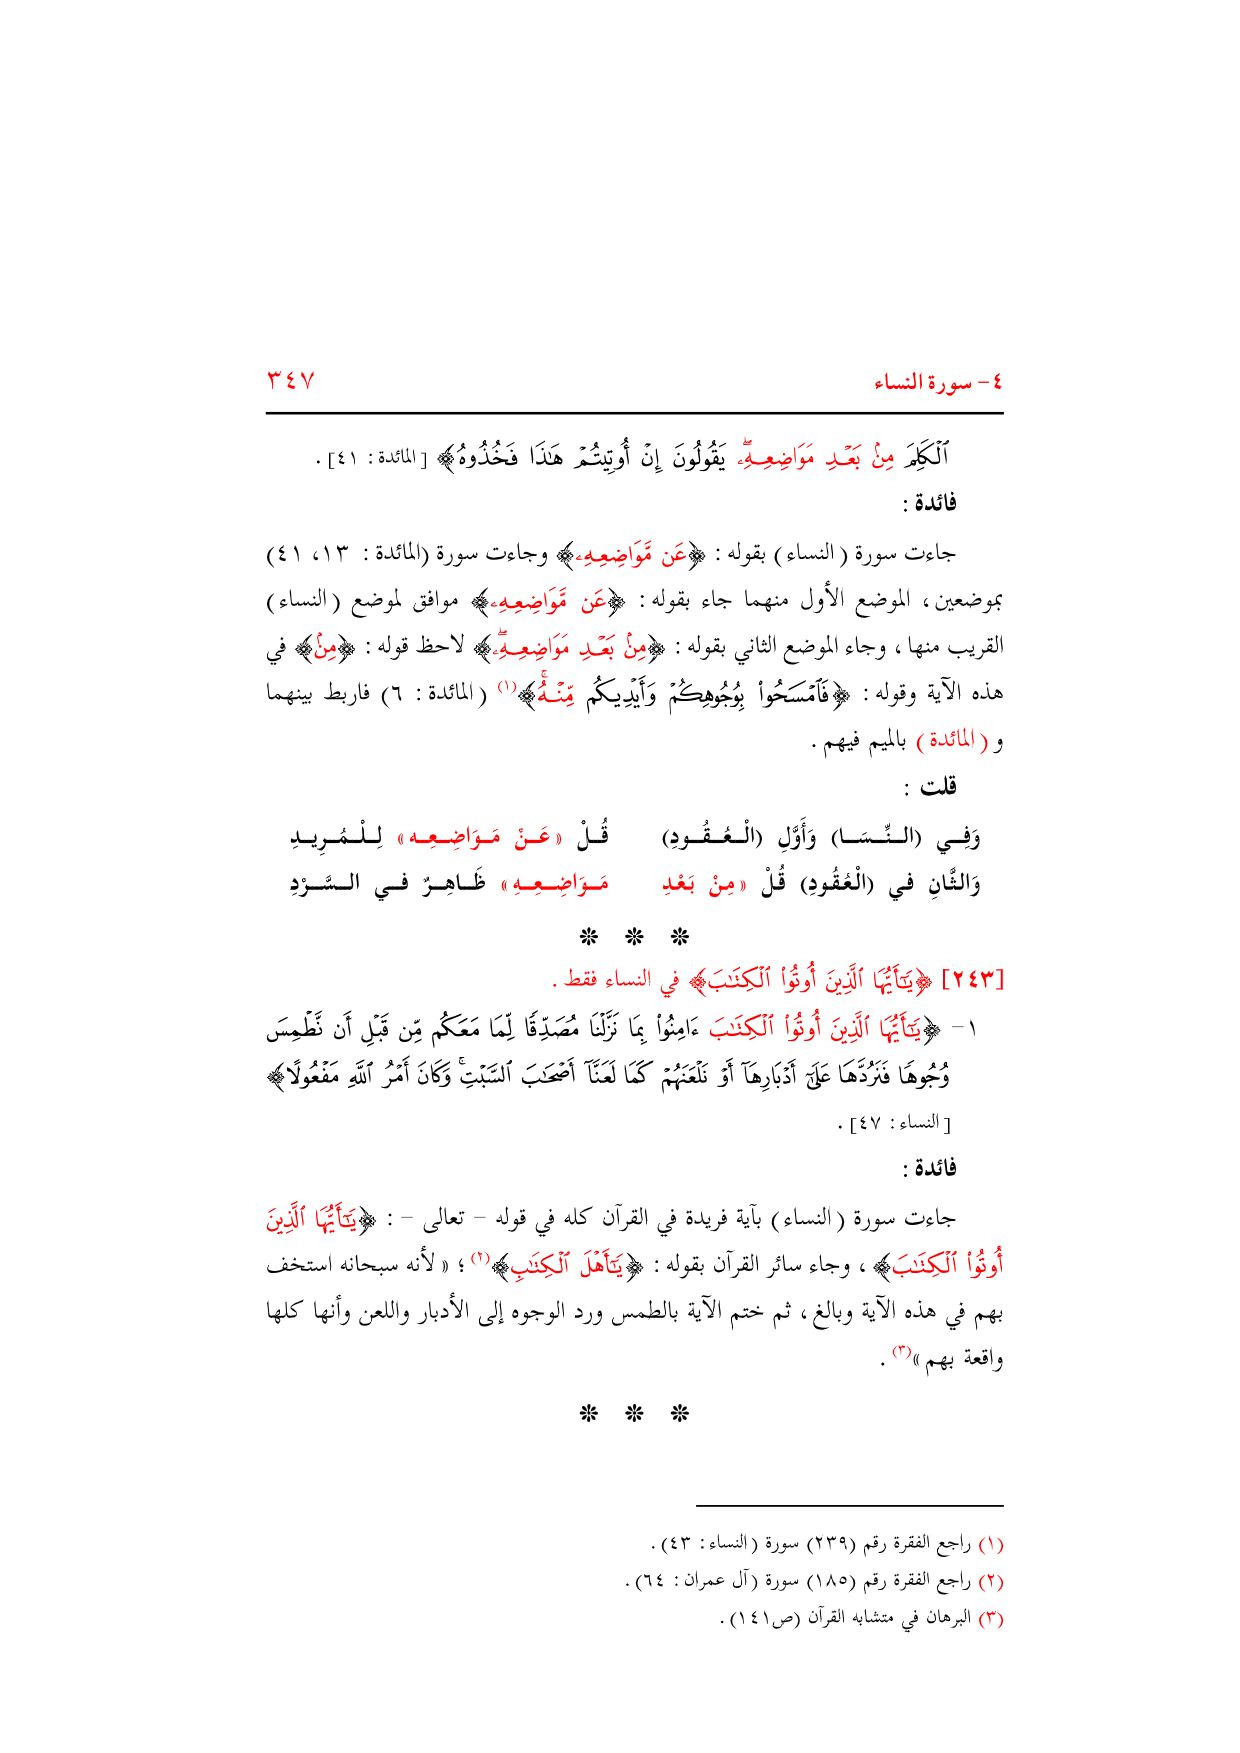 ٤- سورة النساء ٣٤٧
ٱلْكَلِمَ مِنۢ بَعْدِ مَوَاضِعِهِۦۖ يَقُولُونَ إِنْ أُوتِيتُمْ هَٰذَا فَخُذُوهُ﴾ [المائدة: ٤١].
فائدة :
جاءت سورة (النساء) بقوله: ﴿عَن مَّوَاضِعِهِۦ﴾ وجاءت سورة (المائدة: ١٣، ٤١)
بموضعين، الموضع الأول منهما جاء بقوله: ﴿عَن مَّوَاضِعِهِۦ﴾ موافق لموضع (النساء)
القريب منها، وجاء الموضع الثاني بقوله: ﴿مِنۢ بَعْدِ مَوَاضِعِهِۦۖ﴾ لاحظ قوله: ﴿مِنۢ﴾ في
هذه الآية وقوله: ﴿فَٱمْسَحُوا۟ بِوُجُوهِكُمْ وَأَيْدِيكُم مِّنْهُۚ﴾(١) (المائدة: ٦) فاربط بينهما
و (المائدة) بالميم فيهم.
قلت :
وَفِي (النِّسَا) وَأَوَّلِ (الْعُقُودِ) قُلْ «عَنْ مَوَاضِعِه» لِلْمُرِيدِ
وَالثَّانِ في (الْعُقُودِ) قُلْ «مِنْ بَعْدِ مَوَاضِعِهِ» ظَاهِرٌ في السَّرْدِ
❊ ❊ ❊
[٢٤٣] ﴿يَٰٓأَيُّهَا ٱلَّذِينَ أُوتُوا۟ ٱلْكِتَٰبَ﴾ في النساء فقط.
١- ﴿يَٰٓأَيُّهَا ٱلَّذِينَ أُوتُوا۟ ٱلْكِتَٰبَ ءَامِنُوا۟ بِمَا نَزَّلْنَا مُصَدِّقًا لِّمَا مَعَكُم مِّن قَبْلِ أَن نَّطْمِسَ
وُجُوهًا فَنَرُدَّهَا عَلَىٰٓ أَدْبَارِهَآ أَوْ نَلْعَنَهُمْ كَمَا لَعَنَّآ أَصْحَٰبَ ٱلسَّبْتِۚ وَكَانَ أَمْرُ ٱللَّهِ مَفْعُولًا﴾
[النساء: ٤٧].
فائدة :
جاءت سورة (النساء) بآية فريدة في القرآن كله في قوله - تعالى -: ﴿يَٰٓأَيُّهَا ٱلَّذِينَ
أُوتُوا۟ ٱلْكِتَٰبَ﴾، وجاء سائر القرآن بقوله: ﴿يَٰٓأَهْلَ ٱلْكِتَٰبِ﴾(٢)؛ «لأنه سبحانه استخف
بهم في هذه الآية وبالغ، ثم ختم الآية بالطمس ورد الوجوه إلى الأدبار واللعن وأنها كلها
واقعة بهم»(٣).
❊ ❊ ❊
(١) راجع الفقرة رقم (٢٣٩) سورة (النساء: ٤٣).
(٢) راجع الفقرة رقم (١٨٥) سورة (آل عمران: ٦٤).
(٣) البرهان في متشابه القرآن (ص١٤١).